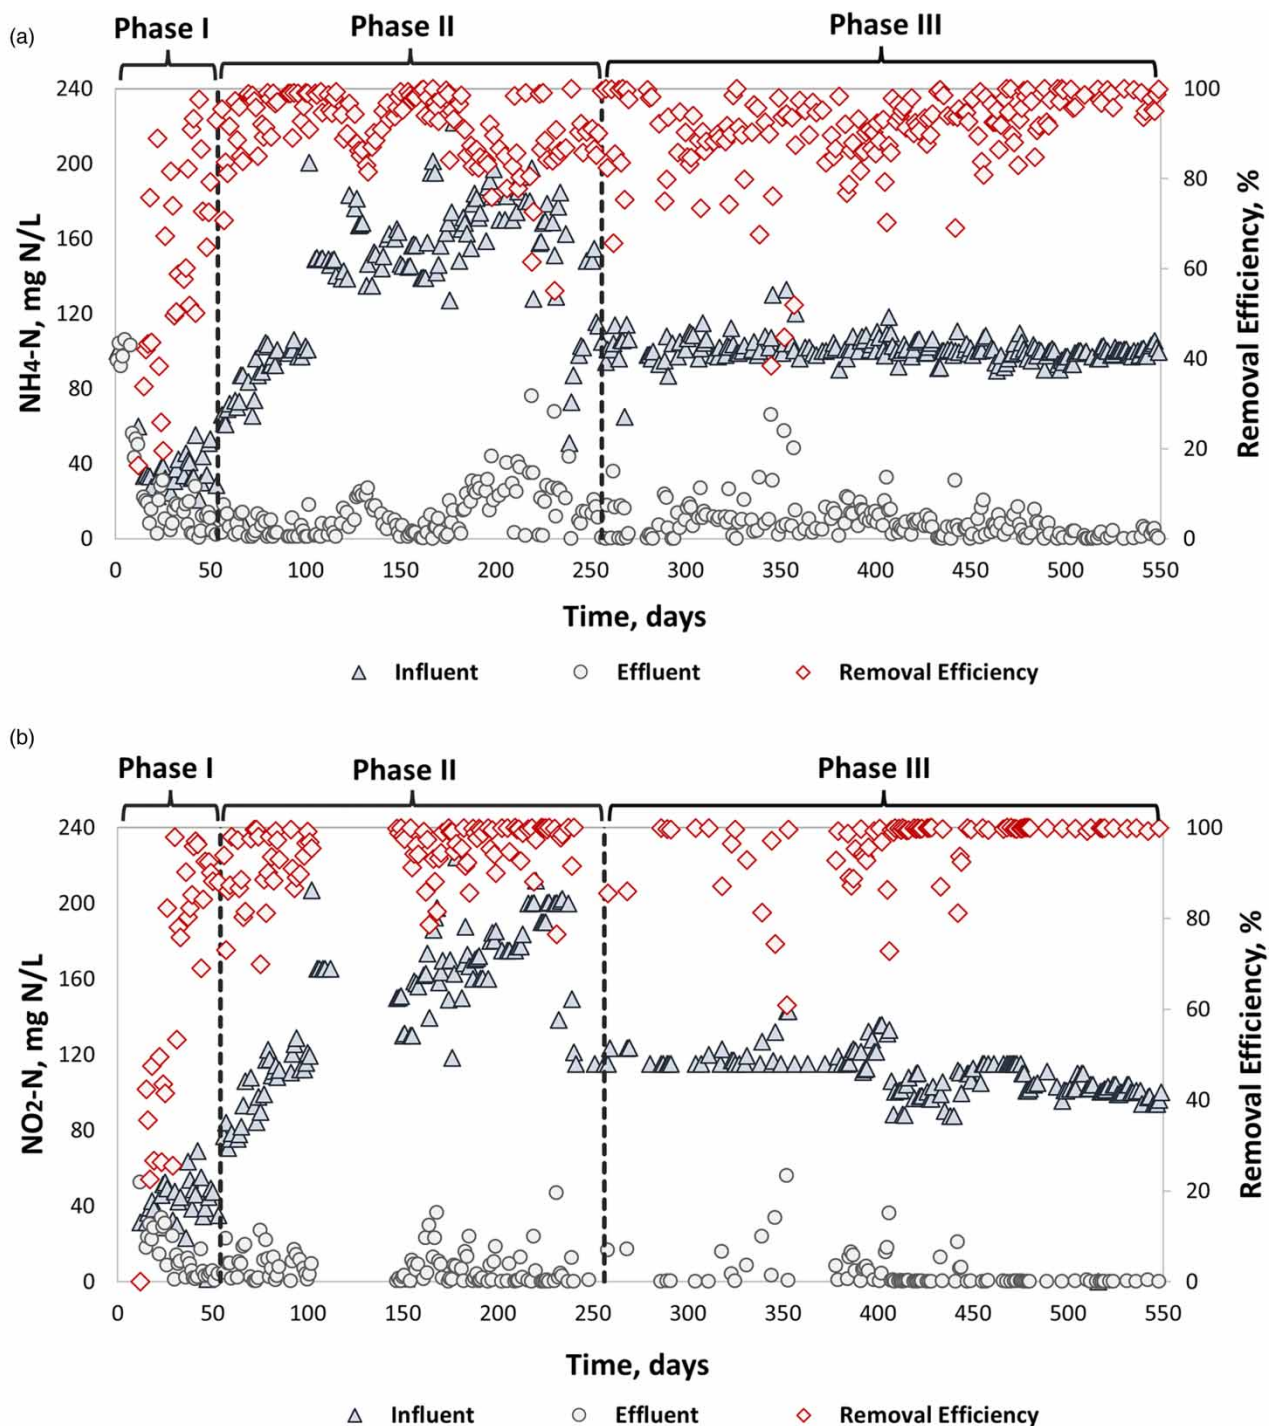 (a)
Phase I Phase II Phase III
240 100
200 80
160 60
120 40
80 20
40 0
0
NH4-N, mg N/L
Removal Efficiency, %
0 50 100 150 200 250 300 350 400 450 500 550
Time, days
Influent Effluent Removal Efficiency
(b)
Phase I Phase II Phase III
240 100
200 80
160 60
120 40
80 20
40 0
0
NO2-N, mg N/L
Removal Efficiency, %
0 50 100 150 200 250 300 350 400 450 500 550
Time, days
Influent Effluent Removal Efficiency